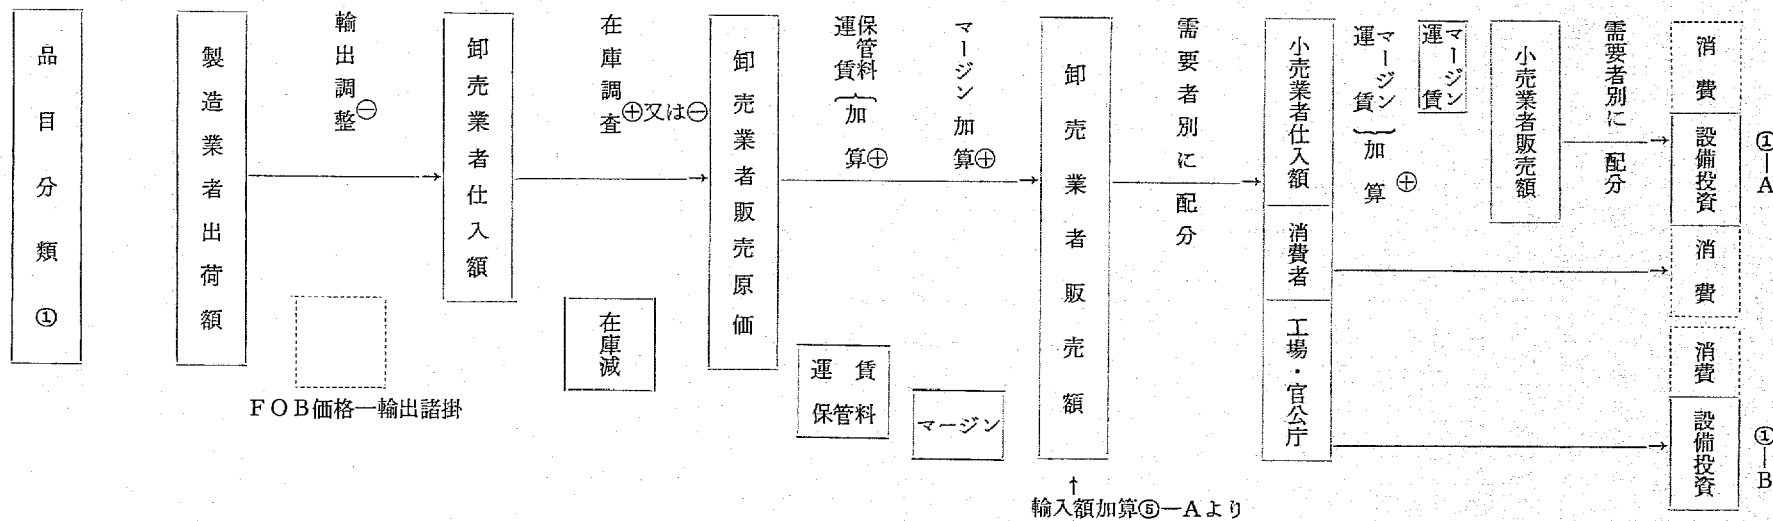 品目分類①
製造業者出荷額
輸出調整⊖
FOB価格―輸出諸掛
卸売業者仕入額
在庫調査⊕又は⊖
在庫減
卸売業者販売原価
保管料
運賃
加算⊕
運賃
保管料
マージン加算⊕
マージン
卸売業者販売額
↑
輸入額加算⑤―Aより
需要者別に配分
小売業者仕入額
消費者
工場・官公庁
マージン
運賃
加算⊕
マージン
運賃
小売業者販売額
需要者別に配分
消費
設備投資
①―A
消費
消費
設備投資
①―B